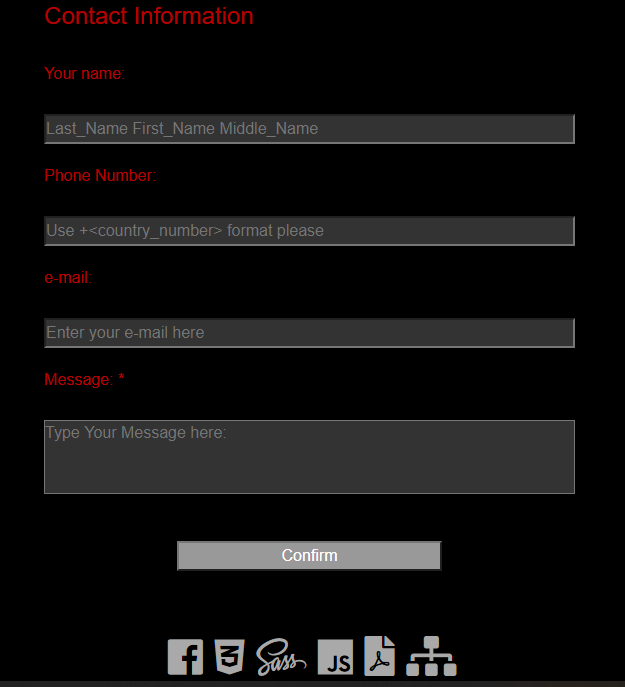 Contact Information
Your name:
Last_Name First_Name Middle_Name
Phone Number:
Use +<country_number> format please
e-mail:
Enter your e-mail here
Message: *
Type Your Message here:
Confirm
f 3 Sass JS